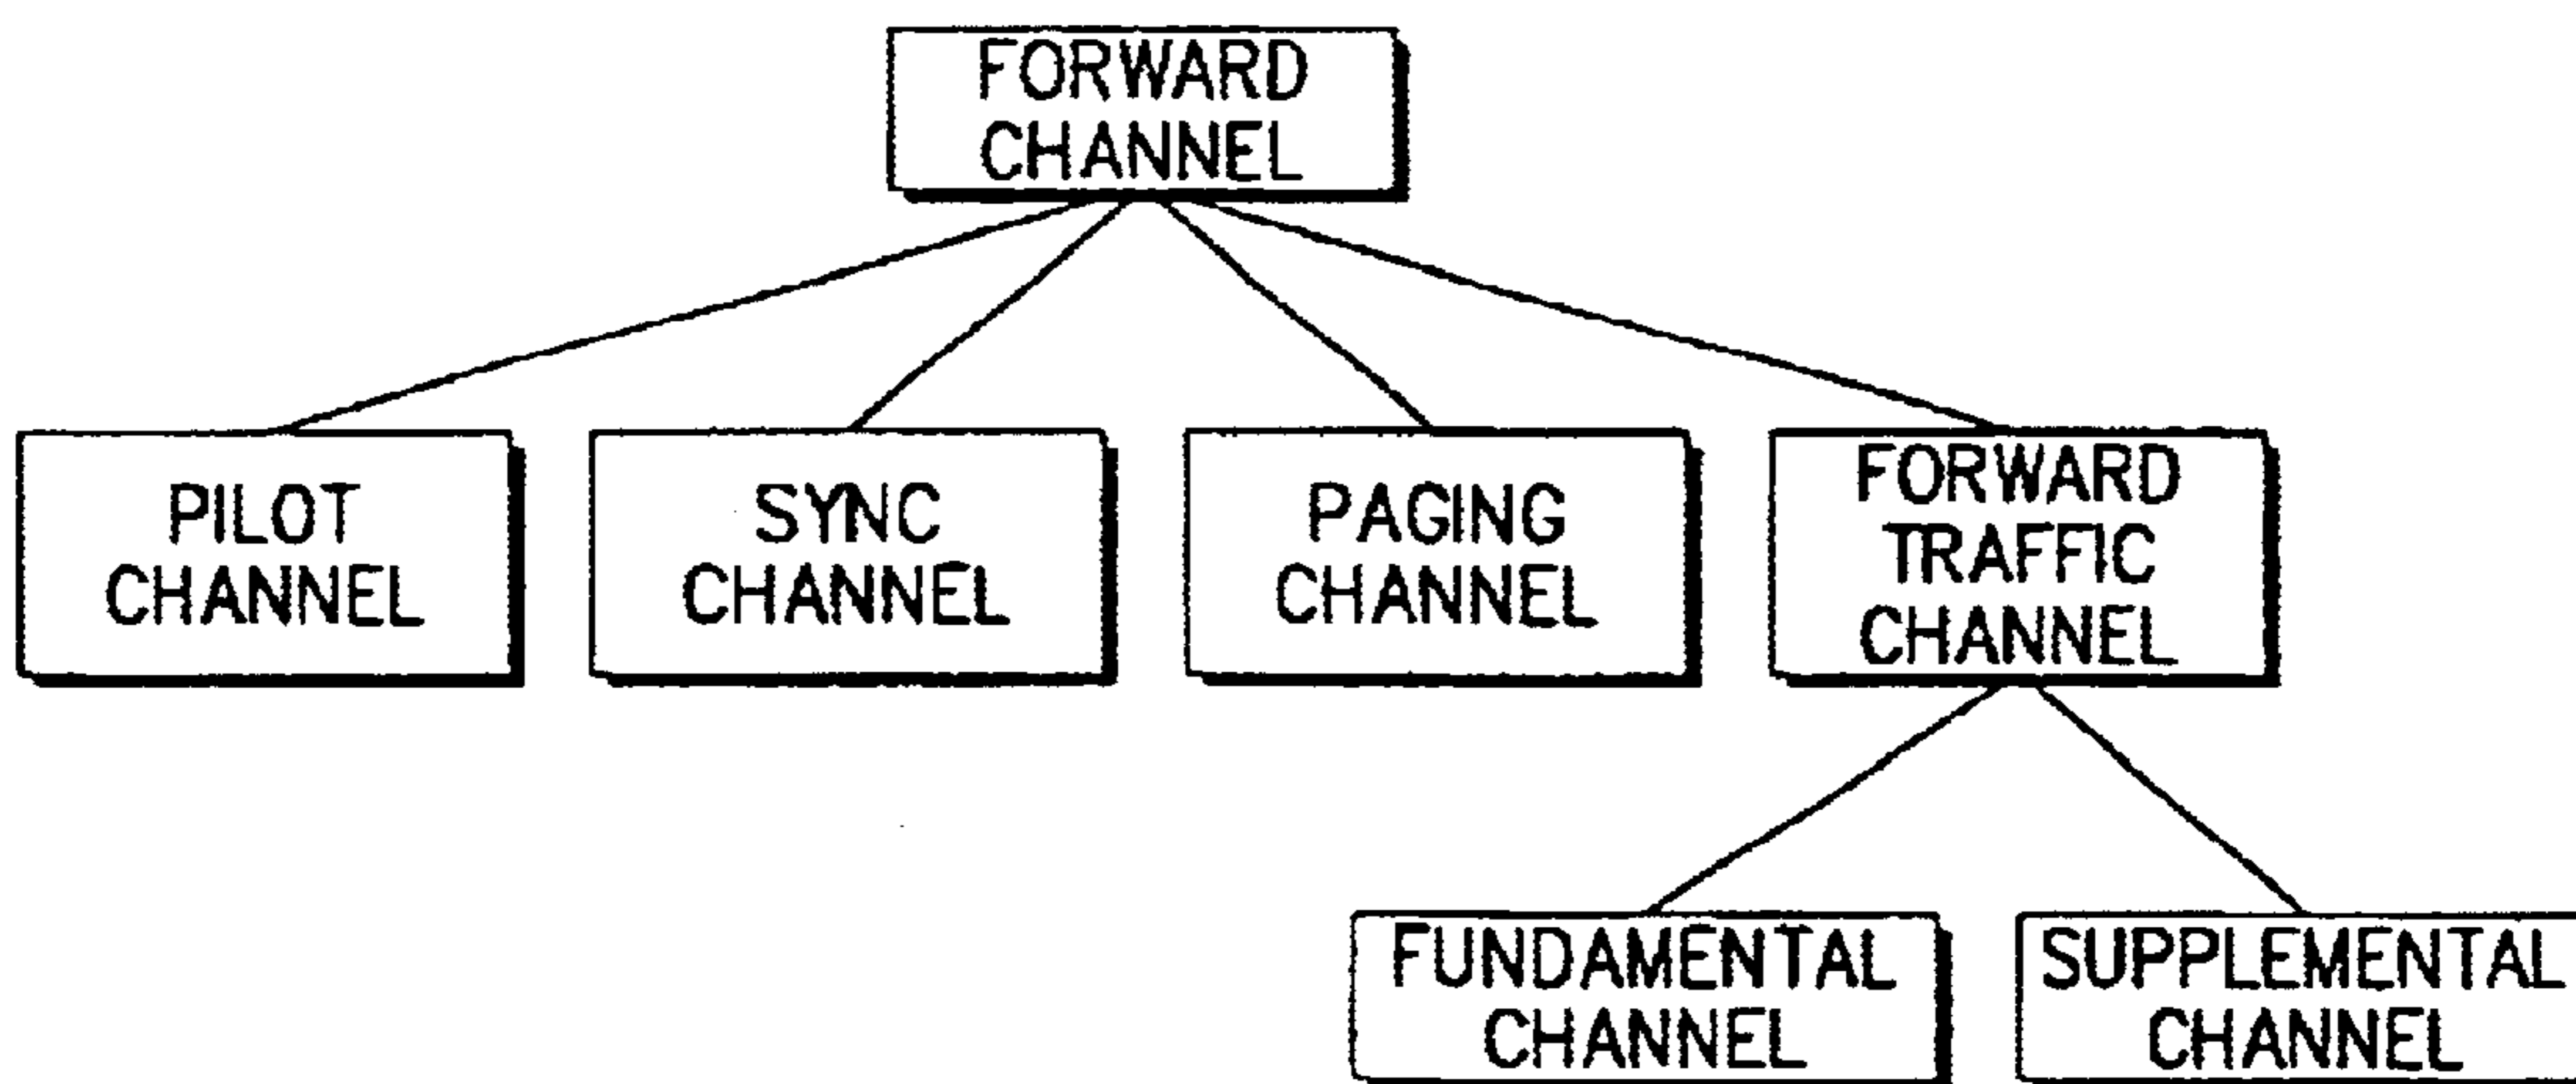 FORWARD
CHANNEL
PILOT
CHANNEL
SYNC
CHANNEL
PAGING
CHANNEL
FORWARD
TRAFFIC
CHANNEL
FUNDAMENTAL
CHANNEL
SUPPLEMENTAL
CHANNEL